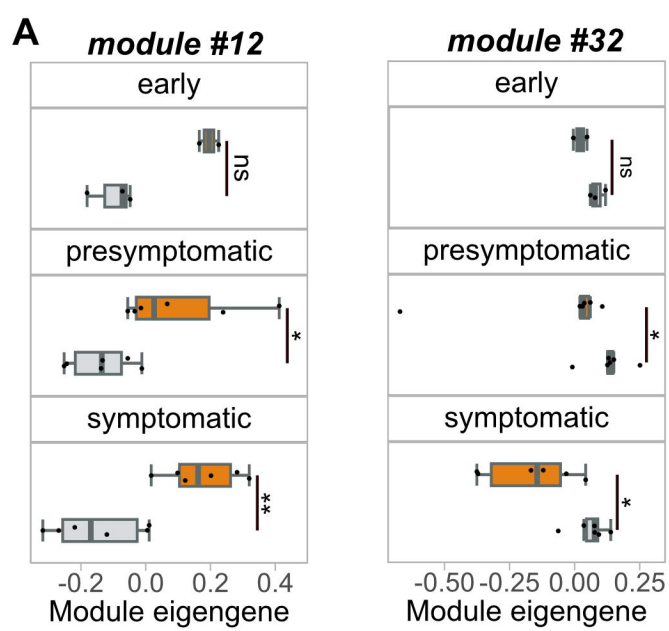 A
module #12
early
ns
presymptomatic
*
symptomatic
**
-0.2 0.0 0.2 0.4
Module eigengene
module #32
early
ns
presymptomatic
*
symptomatic
*
-0.50 -0.25 0.00 0.25
Module eigengene